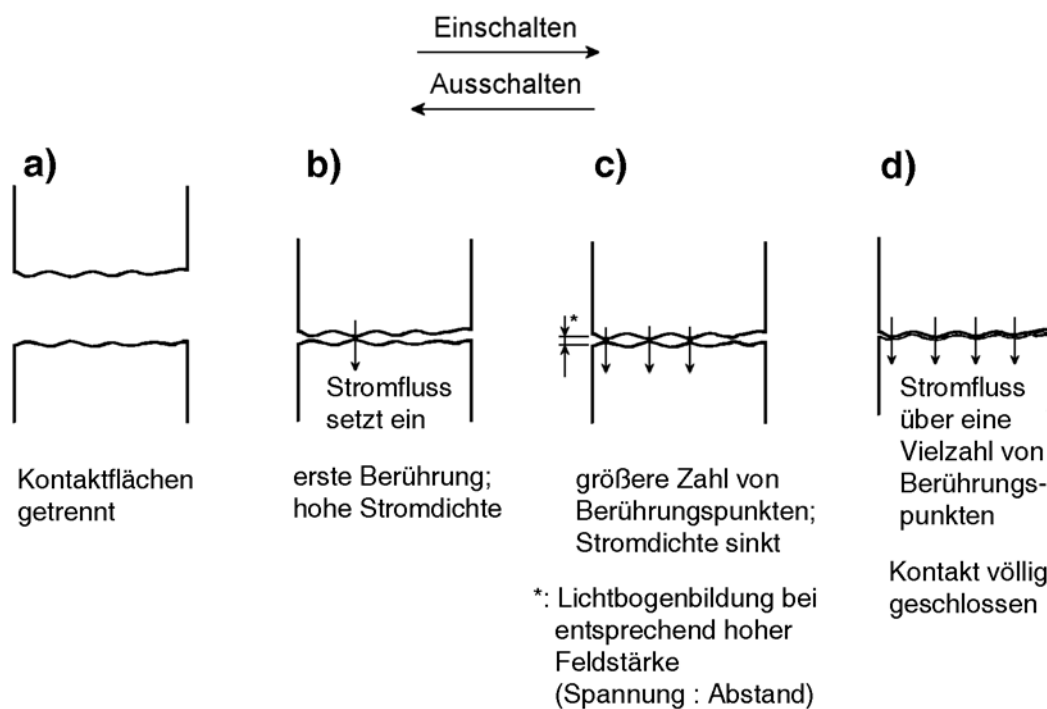 Einschalten
Ausschalten
a)
b)
c)
d)
*
Stromfluss
setzt ein
Stromfluss
über eine
Vielzahl von
Berührungs-
punkten
Kontaktflächen
getrennt
erste Berührung;
hohe Stromdichte
größere Zahl von
Berührungspunkten;
Stromdichte sinkt
Kontakt völlig
geschlossen
*: Lichtbogenbildung bei
entsprechend hoher
Feldstärke
(Spannung : Abstand)